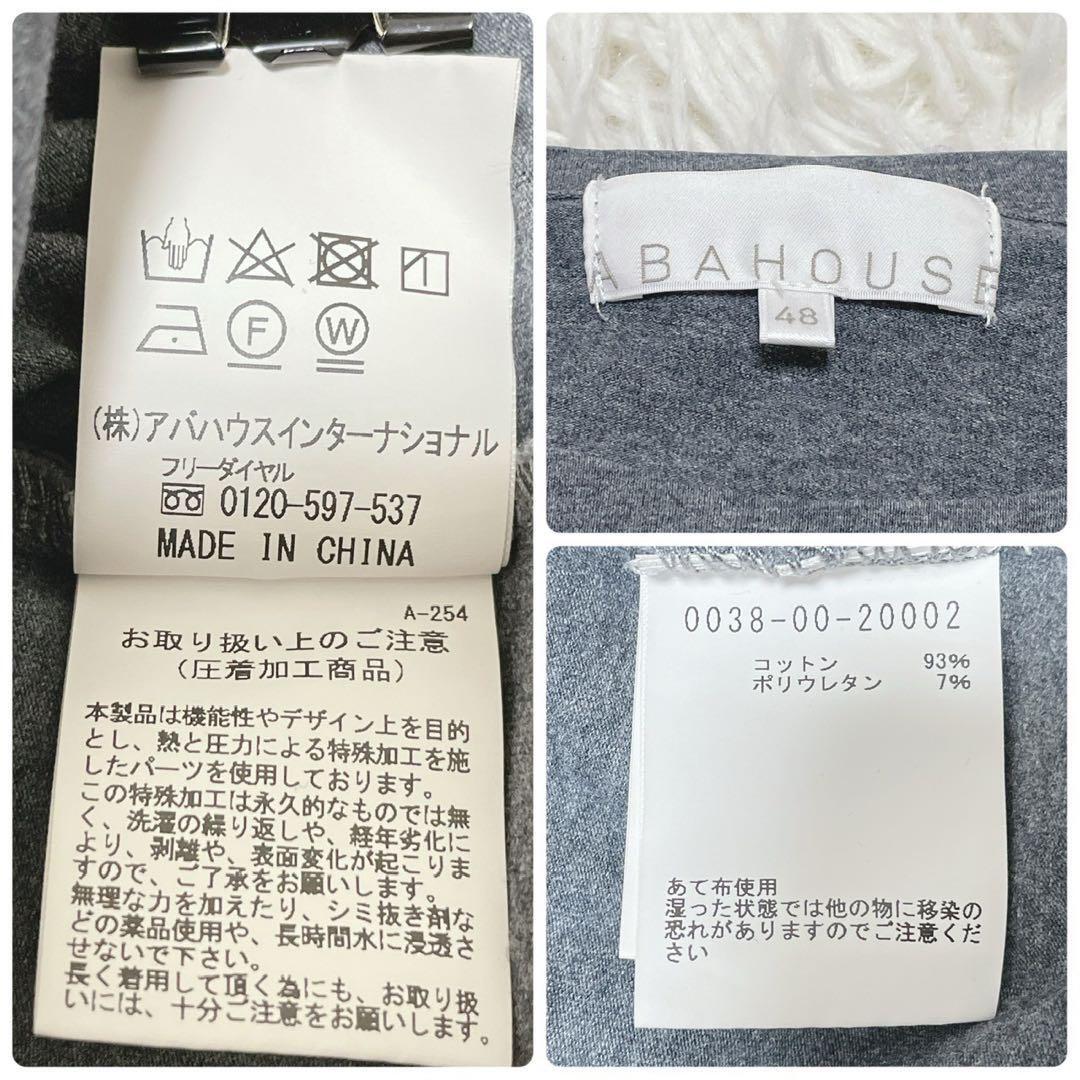 F W
(株)アバハウスインターナショナル
フリーダイヤル
0120-597-537
MADE IN CHINA
A-254
お取り扱い上のご注意
(圧着加工商品)
本製品は機能性やデザイン上を目的
とし、熱と圧力による特殊加工を施
したパーツを使用しております。
この特殊加工は永久的なものでは無
く、洗濯の繰り返しや、経年劣化に
より、剥離や、表面変化が起こりま
すので、ご了承をお願いします。
無理な力を加えたり、シミ抜き剤な
どの薬品使用や、長時間水に浸透さ
せないで下さい。
長く着用して頂く為にも、お取り扱
いには、十分ご注意をお願いします。
ABAHOUSE
48
0038-00-20002
コットン 93%
ポリウレタン 7%
あて布使用
湿った状態では他の物に移染の
恐れがありますのでご注意くだ
さい